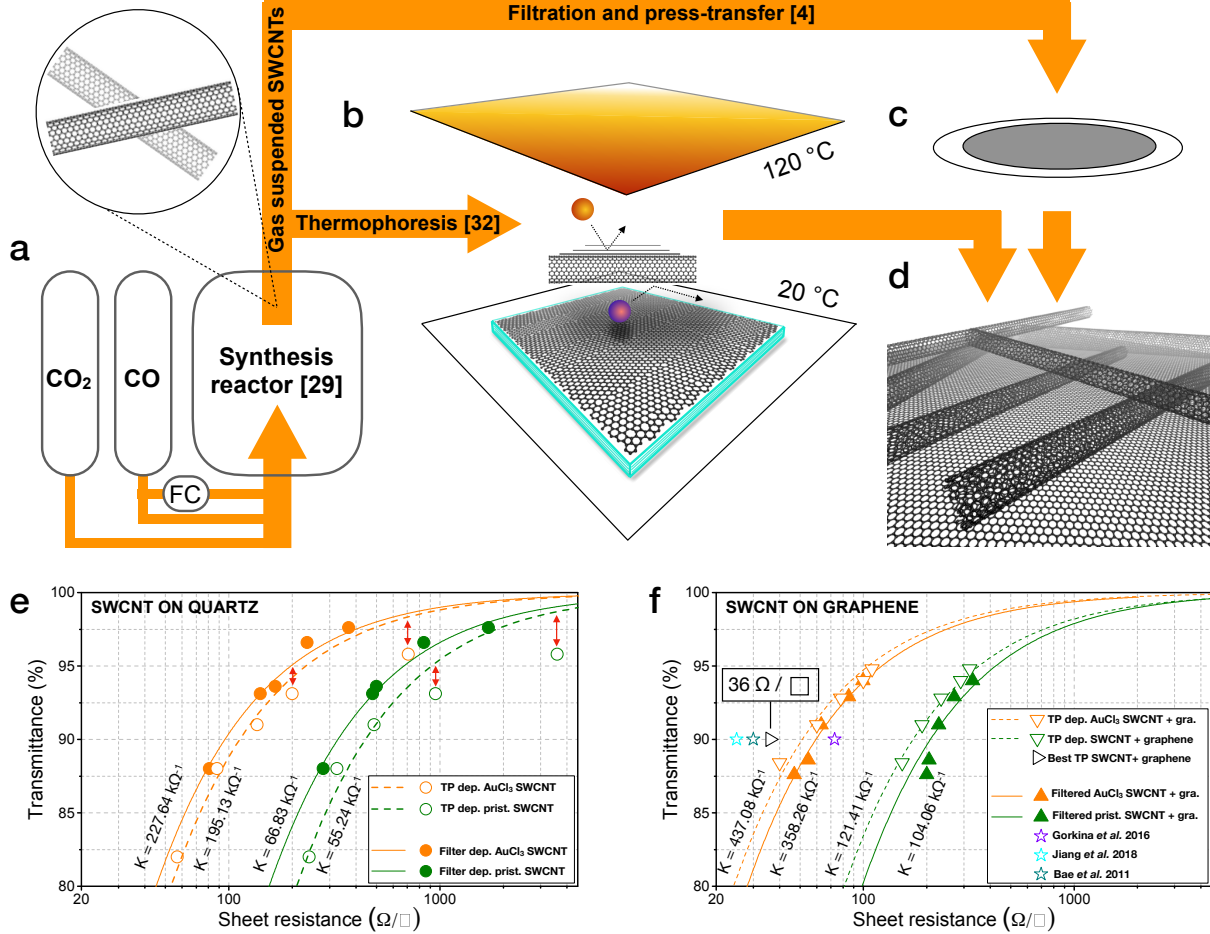 Filtration and press-transfer [4]
Gas suspended SWCNTs
b
120 °C
c
Thermophoresis [32]
a
20 °C
d
CO₂
CO
Synthesis
reactor [29]
FC
e
SWCNT ON QUARTZ
100
95
90
85
80
Transmittance (%)
K = 227.64 kΩ⁻¹
K = 195.13 kΩ⁻¹
K = 66.83 kΩ⁻¹
K = 55.24 kΩ⁻¹
TP dep. AuCl₃ SWCNT
TP dep. prist. SWCNT
Filter dep. AuCl₃ SWCNT
Filter dep. prist. SWCNT
20 100 1000
Sheet resistance (Ω/□)
f
SWCNT ON GRAPHENE
100
95
90
85
80
Transmittance (%)
36 Ω / □
K = 437.08 kΩ⁻¹
K = 358.26 kΩ⁻¹
K = 121.41 kΩ⁻¹
K = 104.06 kΩ⁻¹
TP dep. AuCl₃ SWCNT + gra.
TP dep. SWCNT + graphene
Best TP SWCNT+ graphene
Filtered AuCl₃ SWCNT + gra.
Filtered prist. SWCNT + gra.
Gorkina et al. 2016
Jiang et al. 2018
Bae et al. 2011
20 100 1000
Sheet resistance (Ω/□)